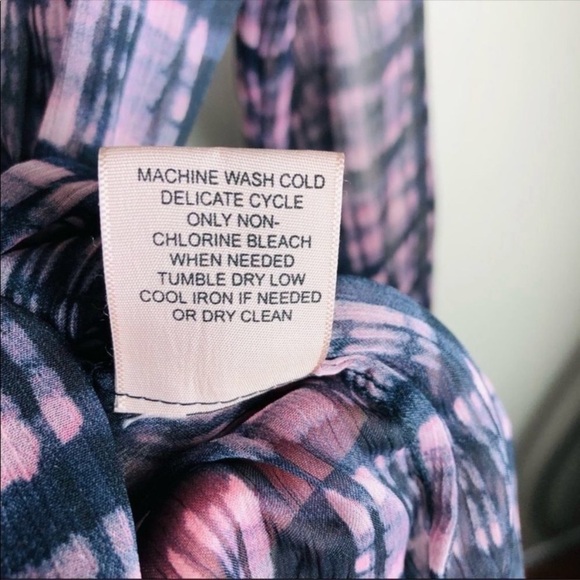 MACHINE WASH COLD
DELICATE CYCLE
ONLY NON-
CHLORINE BLEACH
WHEN NEEDED
TUMBLE DRY LOW
COOL IRON IF NEEDED
OR DRY CLEAN